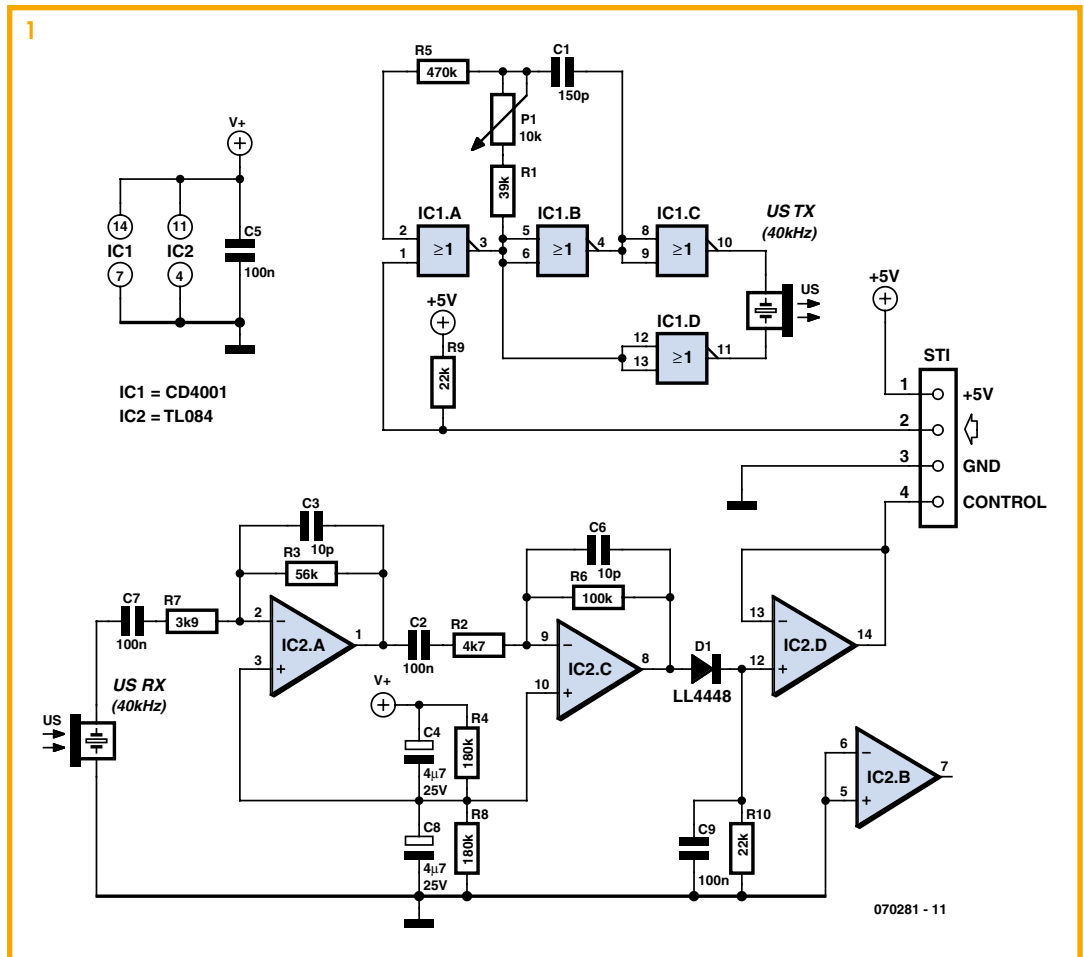 1
R5
470k
C1
150p
P1
10k
R1
39k
V+
14
11
IC1
IC2
7
4
C5
100n
IC1 = CD4001
IC2 = TL084
IC1.A
2
1
≥1
3
IC1.B
5
6
≥1
4
IC1.C
8
9
≥1
10
IC1.D
12
13
≥1
11
US TX
(40kHz)
US
+5V
R9
22k
+5V
STI
1
+5V
2
3
GND
4
CONTROL
C3
10p
R3
56k
C7
100n
R7
3k9
2
3
IC2.A
1
C2
100n
R2
4k7
C6
10p
R6
100k
9
10
IC2.C
8
D1
LL4448
13
12
IC2.D
14
US RX
(40kHz)
US
V+
C4
4µ7
25V
R4
180k
C8
4µ7
25V
R8
180k
C9
100n
R10
22k
6
5
IC2.B
7
070281 - 11